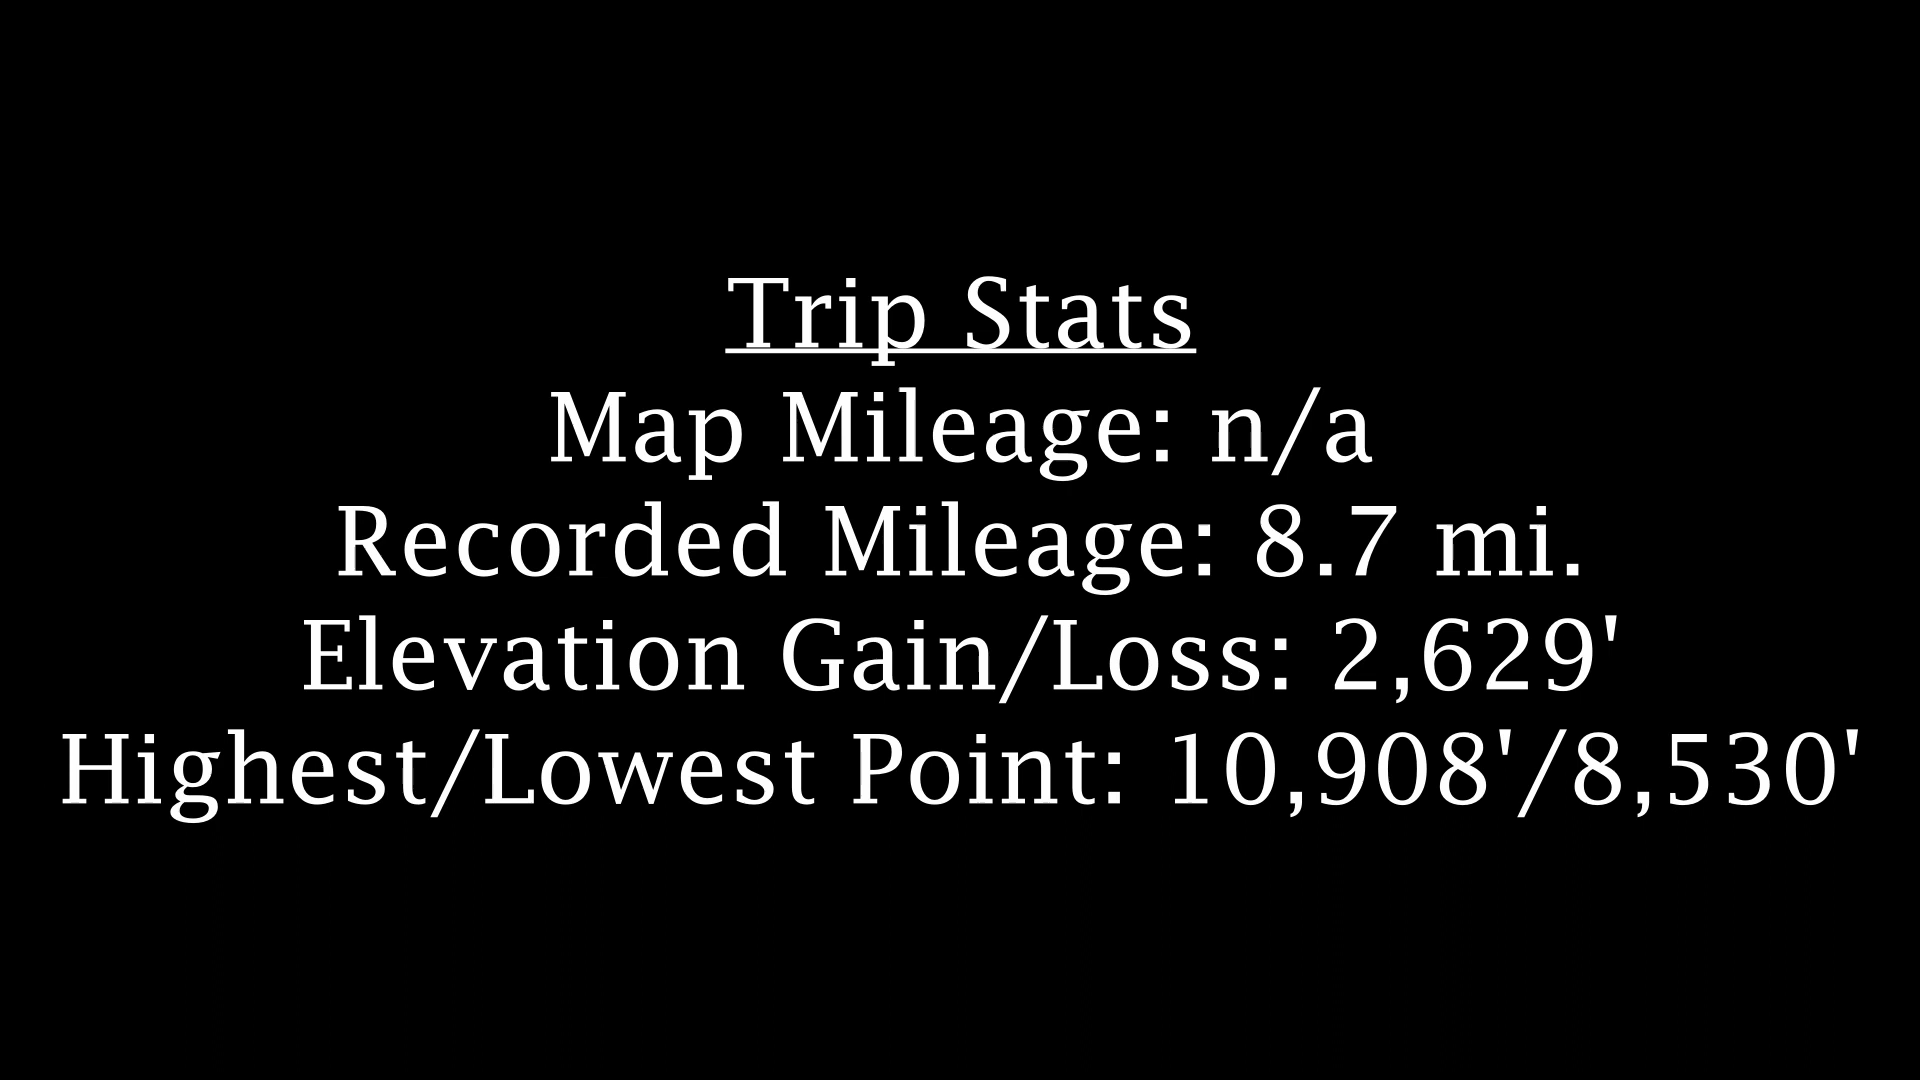 Trip Stats
Map Mileage: n/a
Recorded Mileage: 8.7 mi.
Elevation Gain/Loss: 2,629'
Highest/Lowest Point: 10,908'/8,530'